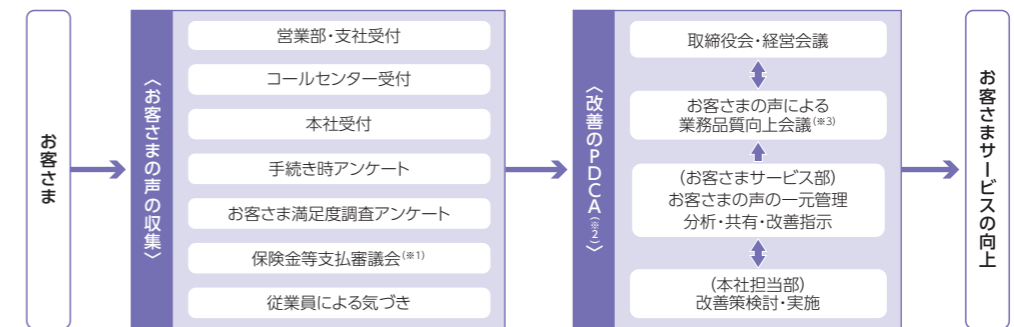 お客さま
〈お客さまの声の収集〉
営業部・支社受付
コールセンター受付
本社受付
手続き時アンケート
お客さま満足度調査アンケート
保険金等支払審議会(※1)
従業員による気づき
〈改善のPDCA(※2)〉
取締役会・経営会議
お客さまの声による
業務品質向上会議(※3)
(お客さまサービス部)
お客さまの声の一元管理
分析・共有・改善指示
(本社担当部)
改善策検討・実施
お客さまサービスの向上